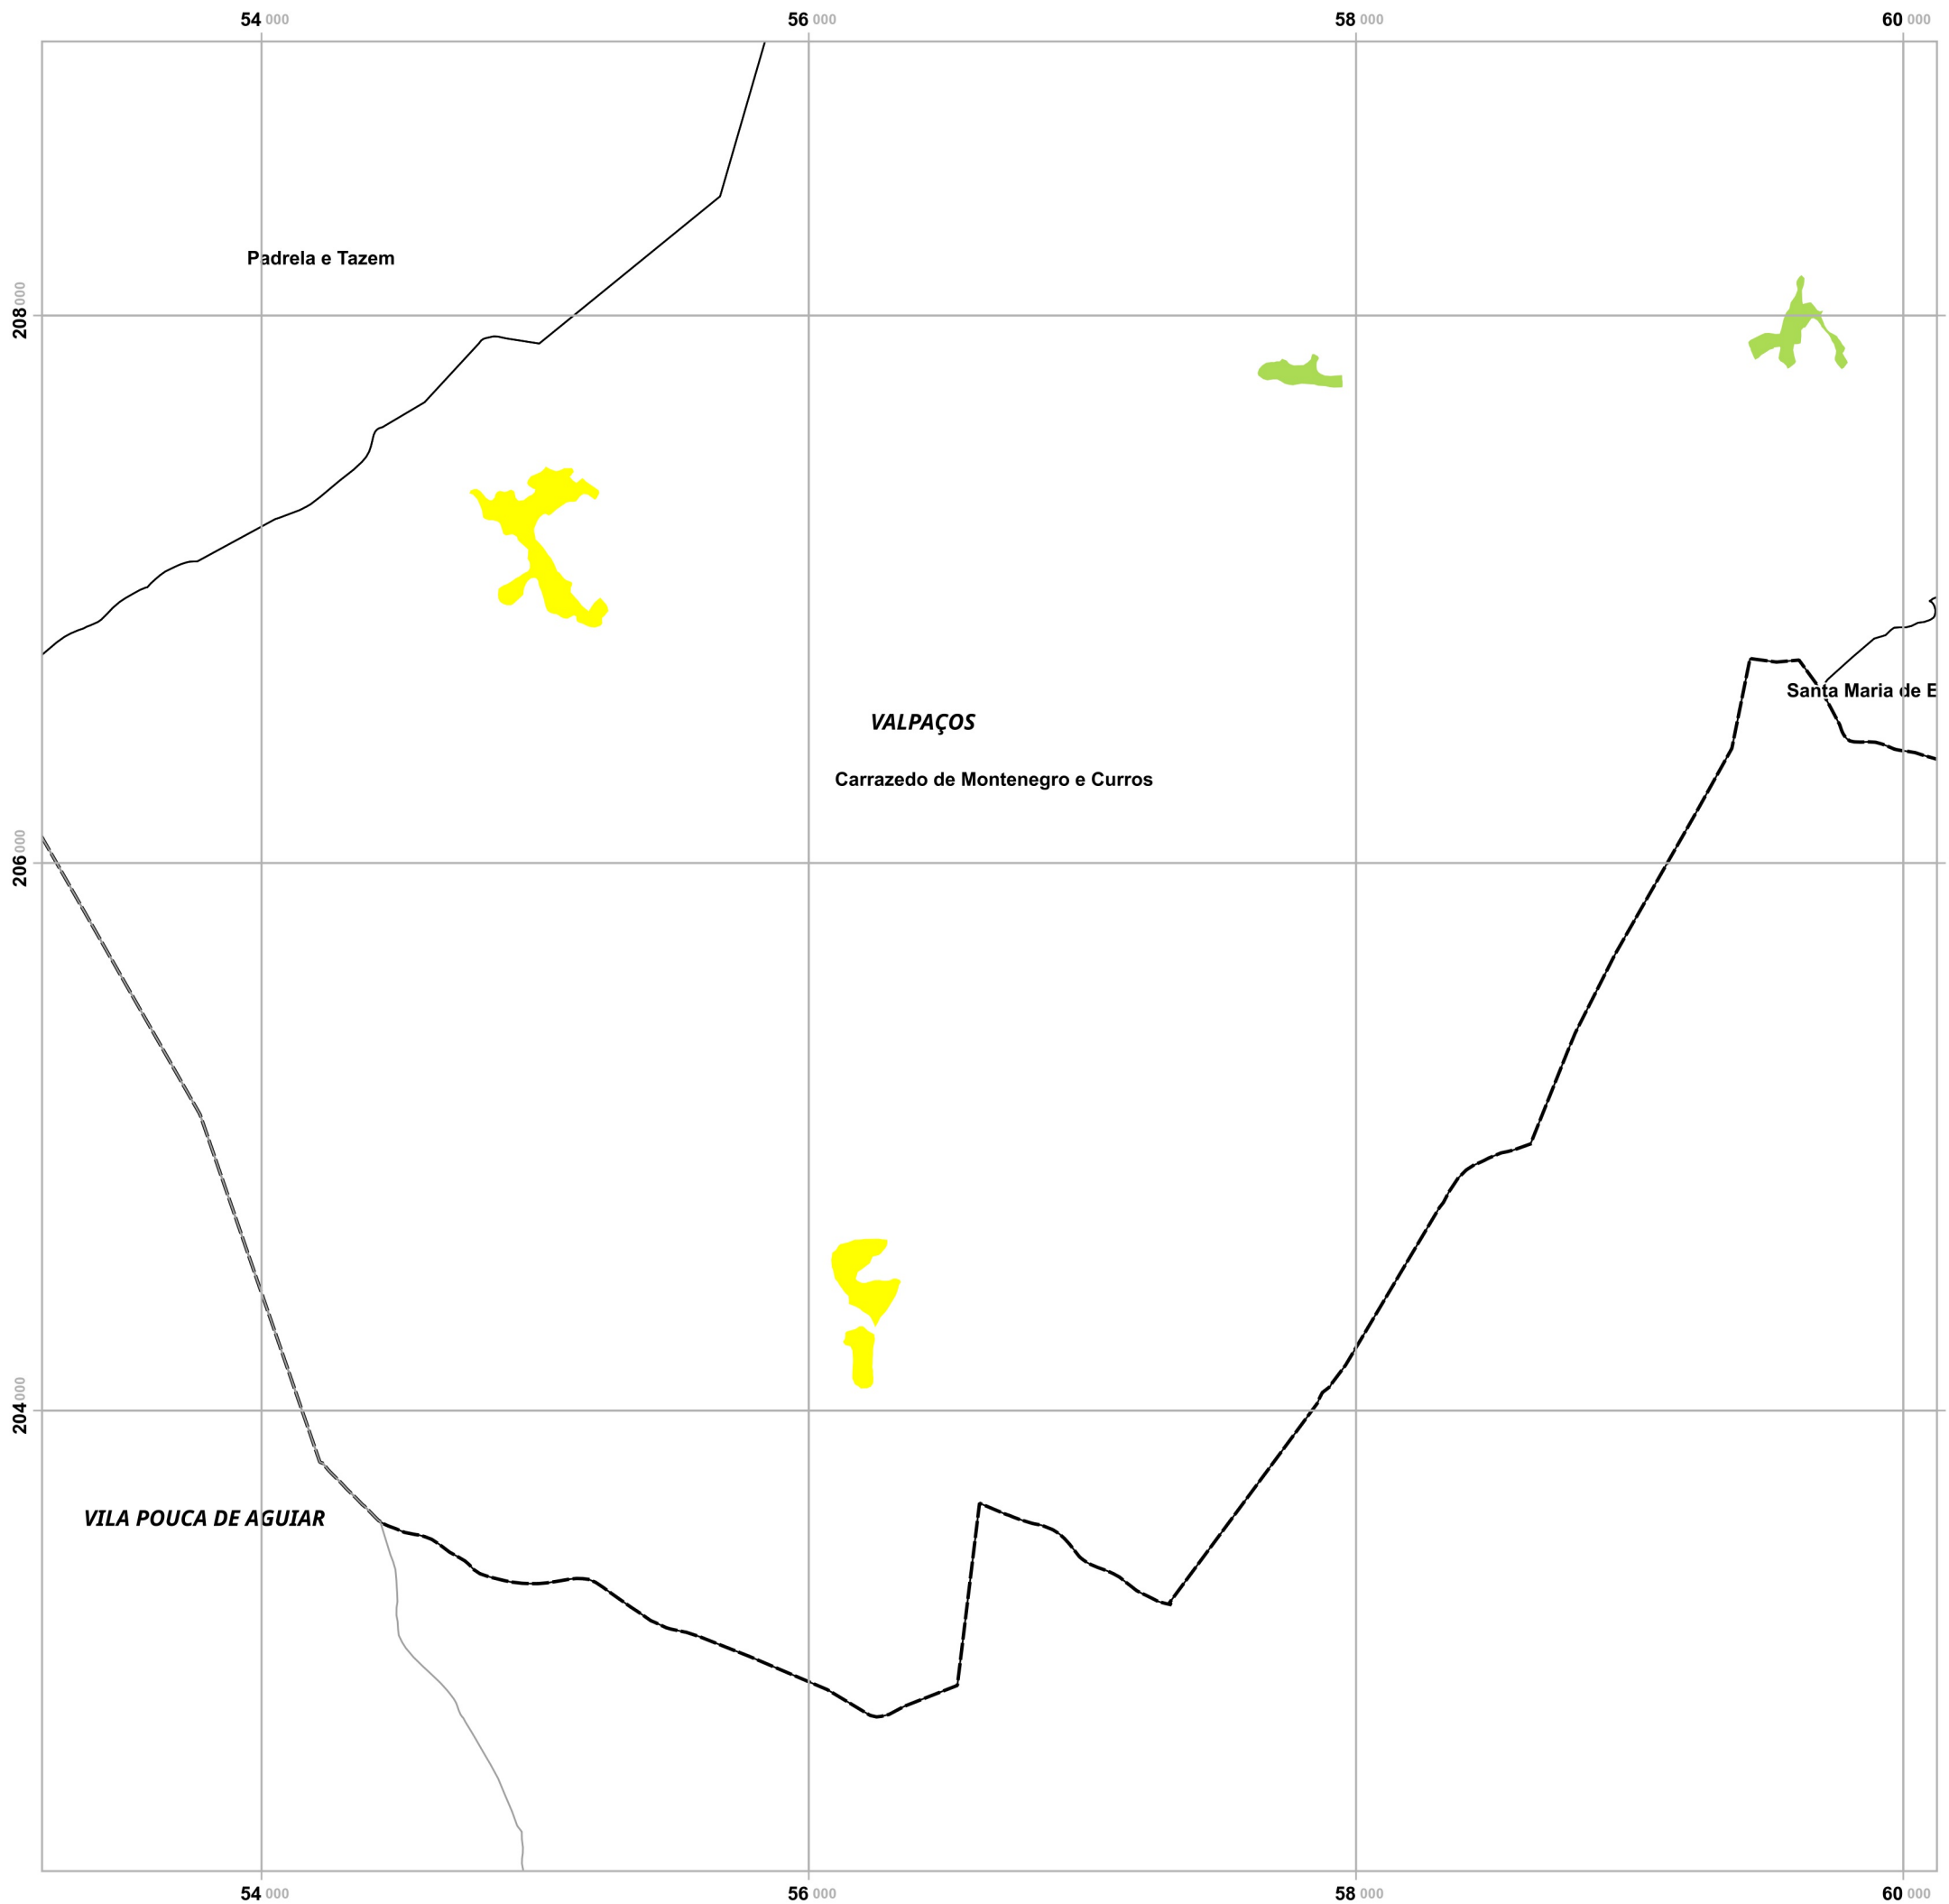 54 000 56 000 58 000 60 000
Padrela e Tazem
208 000
Santa Maria de E
VALPAÇOS
Carrazedo de Montenegro e Curros
206 000
204 000
VILA POUCA DE AGUIAR
54 000 56 000 58 000 60 000